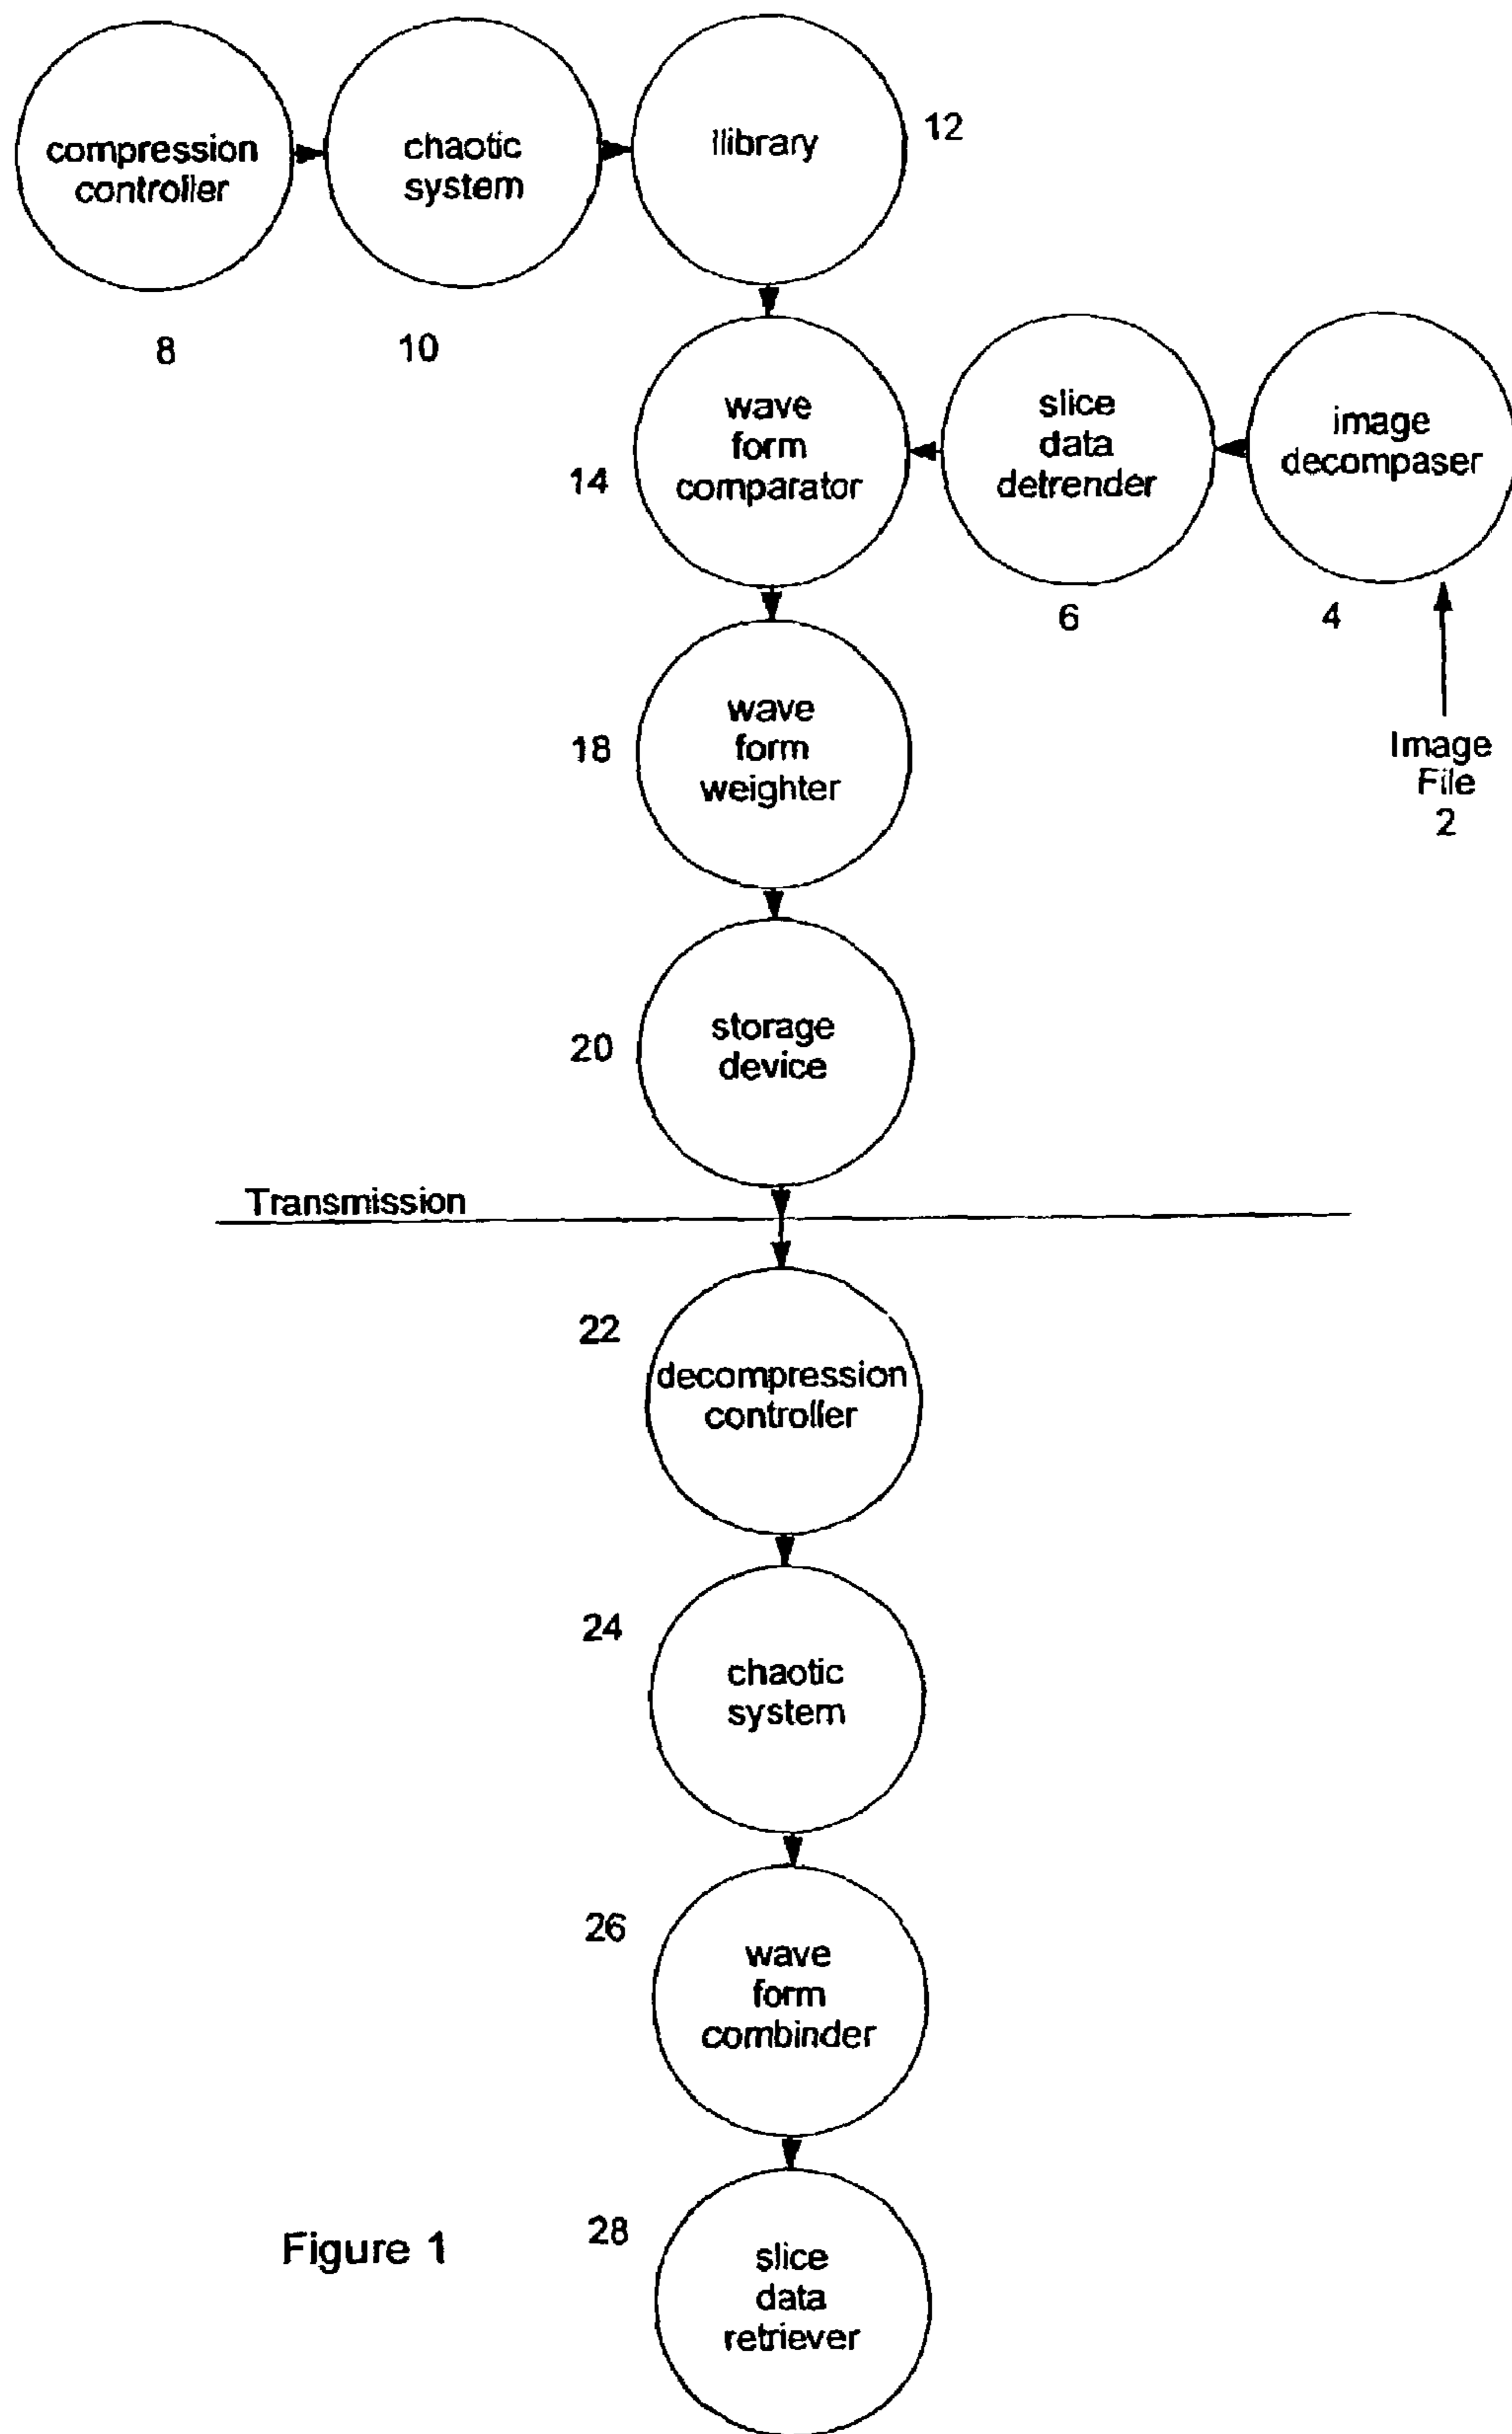 compression
controller
8
chaotic
system
10
llibrary
12
wave
form
comparator
14
slice
data
detrender
6
image
decompaser
4
Image
File
2
wave
form
weighter
18
storage
device
20
Transmission
22
decompression
controller
24
chaotic
system
26
wave
form
combinder
28
slice
data
retriever
Figure 1